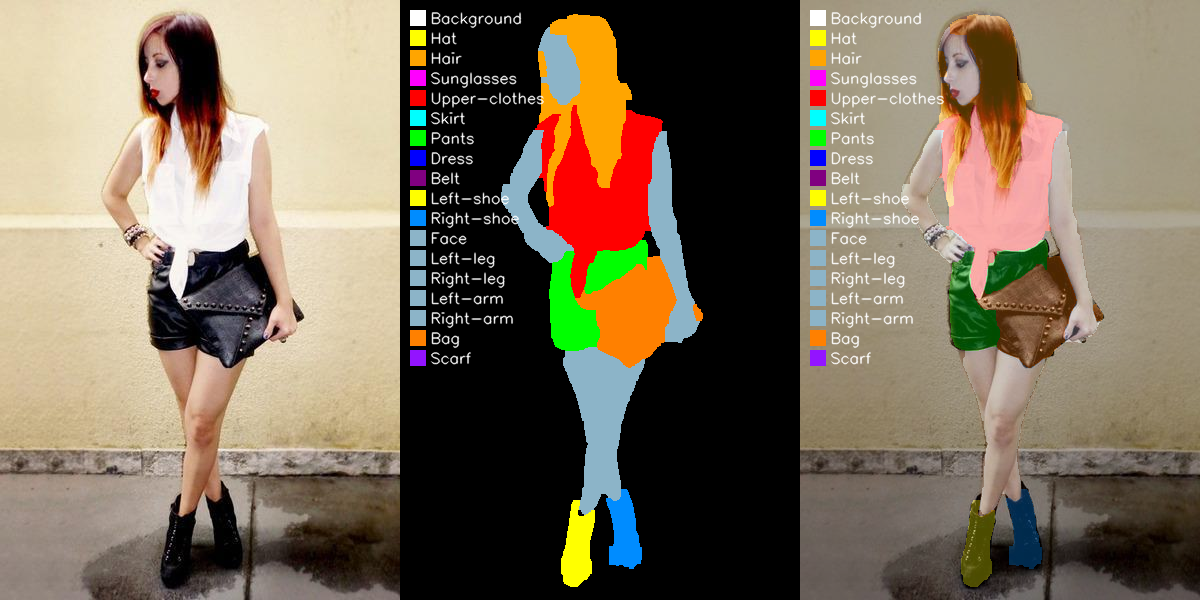 Background
Hat
Hair
Sunglasses
Upper-clothes
Skirt
Pants
Dress
Belt
Left-shoe
Right-shoe
Face
Left-leg
Right-leg
Left-arm
Right-arm
Bag
Scarf
Background
Hat
Hair
Sunglasses
Upper-clothes
Skirt
Pants
Dress
Belt
Left-shoe
Right-shoe
Face
Left-leg
Right-leg
Left-arm
Right-arm
Bag
Scarf